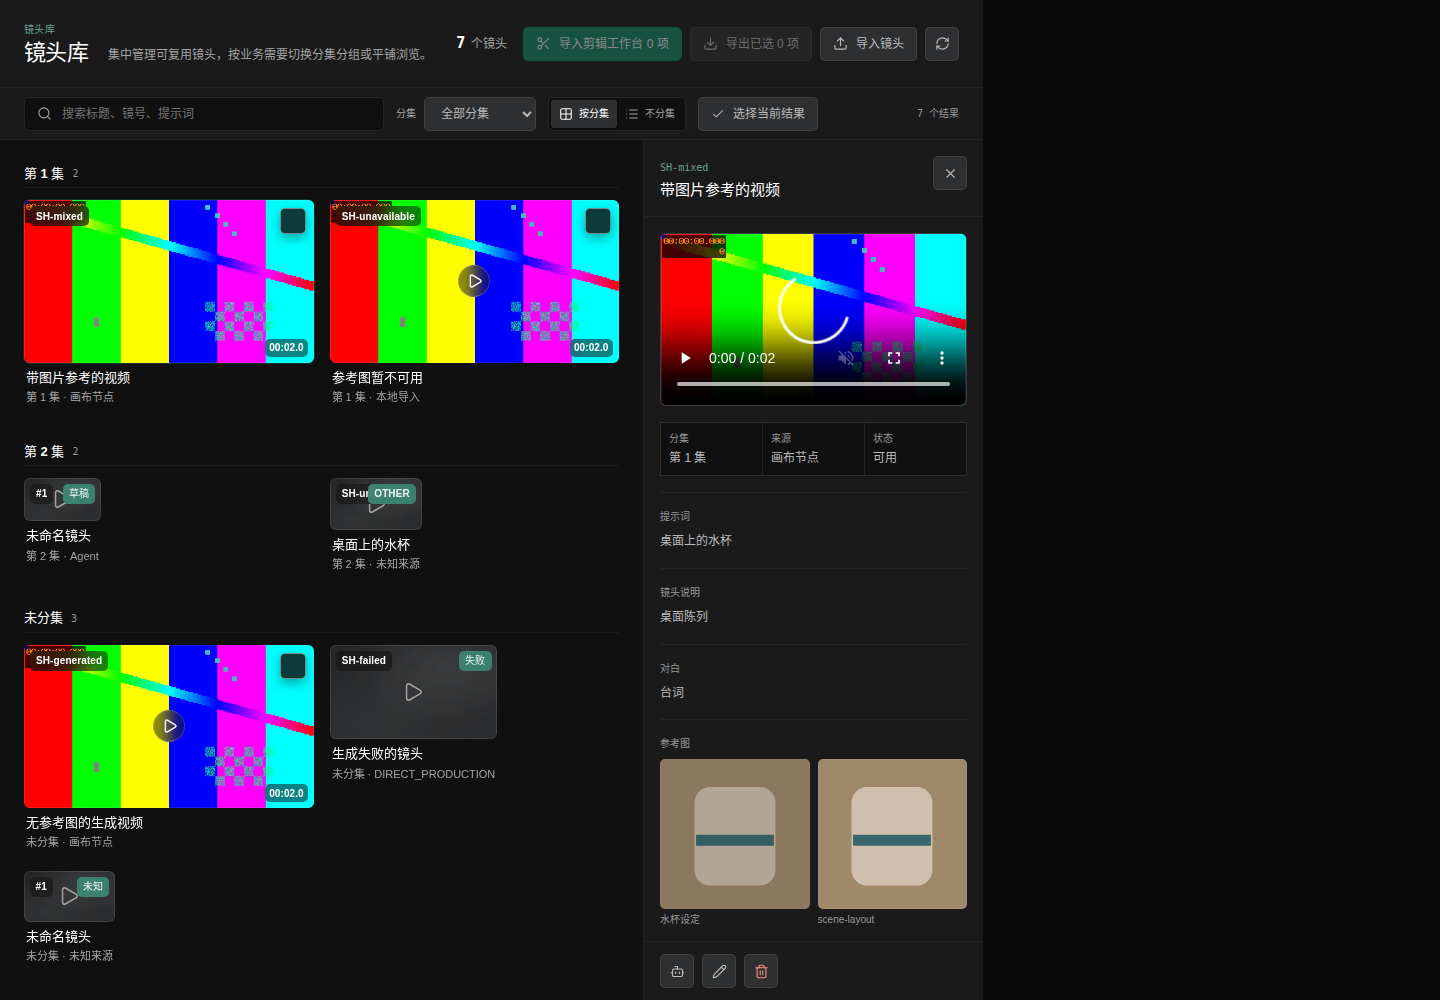 镜头库
镜头库
集中管理可复用镜头，按业务需要切换分集分组或平铺浏览。
7 个镜头
导入剪辑工作台 0 项
导出已选 0 项
导入镜头
搜索标题、镜号、提示词
分集
全部分集
按分集
不分集
选择当前结果
7 个结果
第 1 集 2
SH-mixed
00:02.0
带图片参考的视频
第 1 集 · 画布节点
SH-unavailable
00:02.0
参考图暂不可用
第 1 集 · 本地导入
第 2 集 2
#1
草稿
未命名镜头
第 2 集 · Agent
OTHER
桌面上的水杯
第 2 集 · 未知来源
未分集 3
SH-generated
00:02.0
无参考图的生成视频
未分集 · 画布节点
SH-failed
失败
生成失败的镜头
未分集 · DIRECT_PRODUCTION
#1
未知
未命名镜头
未分集 · 未知来源
SH-mixed
带图片参考的视频
00:00:00.000
0
0:00 / 0:02
分集
第 1 集
来源
画布节点
状态
可用
提示词
桌面上的水杯
镜头说明
桌面陈列
对白
台词
参考图
水杯设定
scene-layout